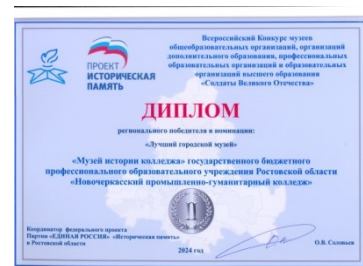 Всероссийский Конкурс музеев
общеобразовательных организаций, организаций
дополнительного образования, профессиональных
образовательных организаций и образовательных
организаций высшего образования
«Солдаты Великого Отечества»
ПРОЕКТ
ИСТОРИЧЕСКАЯ
ПАМЯТЬ
ДИПЛОМ
регионального победителя в номинации:
«Лучший городской музей»
«Музей истории колледжа» государственного бюджетного
профессионального образовательного учреждения Ростовской области
«Новочеркасский промышленно-гуманитарный колледж»
II
Координатор федерального проекта
Партии «ЕДИНАЯ РОССИЯ» «Историческая память»
в Ростовской области
О.В. Соловьев
2024 год